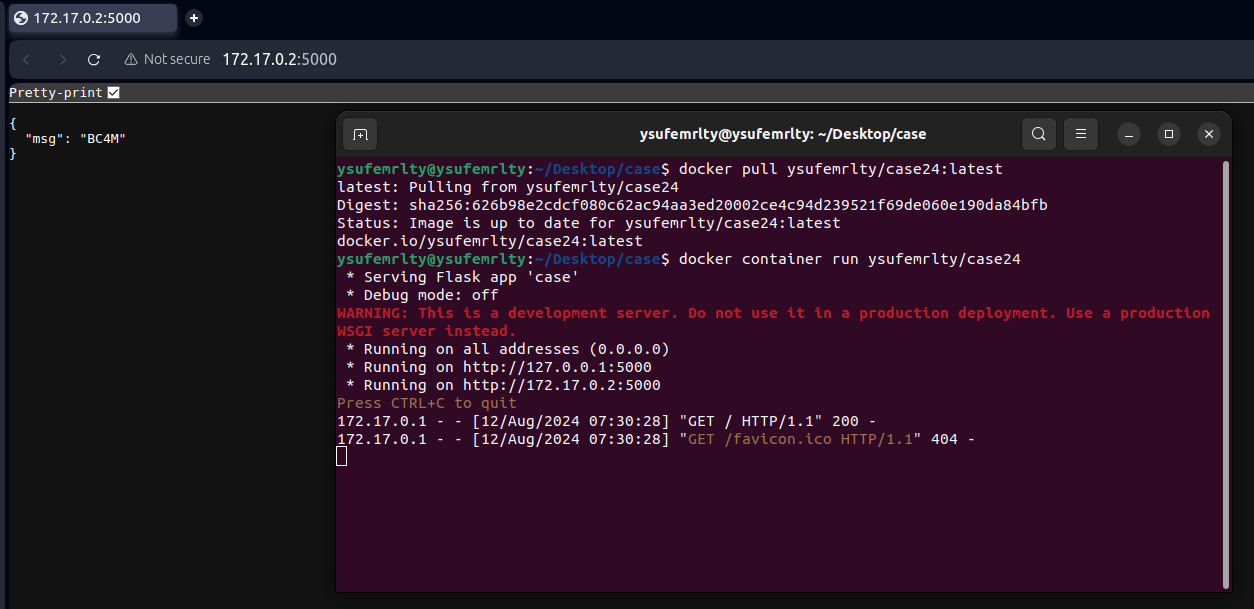 172.17.0.2:5000
Not secure 172.17.0.2:5000
Pretty-print
{
"msg": "BC4M"
}
ysufemrlty@ysufemrlty: ~/Desktop/case
ysufemrlty@ysufemrlty:~/Desktop/case$ docker pull ysufemrlty/case24:latest
latest: Pulling from ysufemrlty/case24
Digest: sha256:626b98e2cdcf080c62ac94aa3ed20002ce4c94d239521f69de060e190da84bfb
Status: Image is up to date for ysufemrlty/case24:latest
docker.io/ysufemrlty/case24:latest
ysufemrlty@ysufemrlty:~/Desktop/case$ docker container run ysufemrlty/case24
* Serving Flask app 'case'
* Debug mode: off
WARNING: This is a development server. Do not use it in a production deployment. Use a production
WSGI server instead.
* Running on all addresses (0.0.0.0)
* Running on http://127.0.0.1:5000
* Running on http://172.17.0.2:5000
Press CTRL+C to quit
172.17.0.1 - - [12/Aug/2024 07:30:28] "GET / HTTP/1.1" 200 -
172.17.0.1 - - [12/Aug/2024 07:30:28] "GET /favicon.ico HTTP/1.1" 404 -